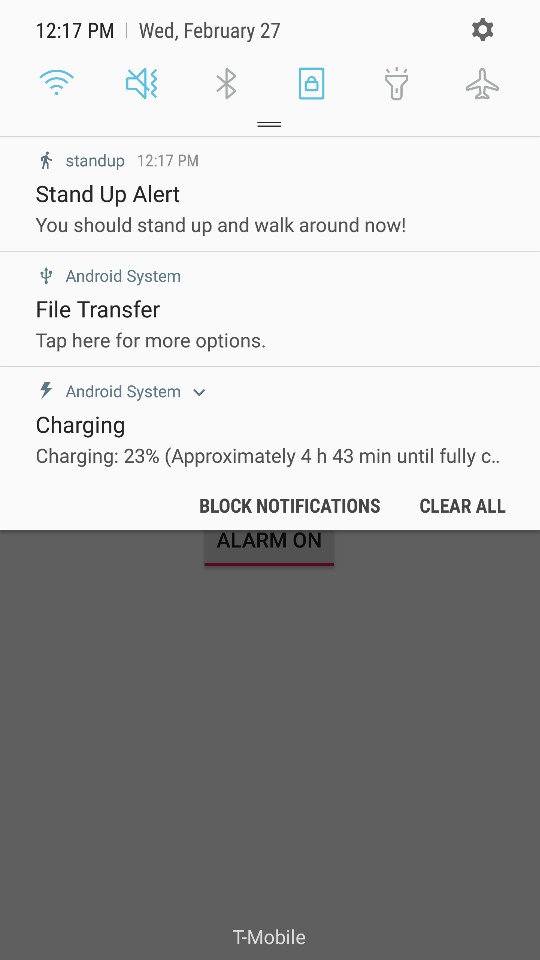 12:17 PM | Wed, February 27
standup 12:17 PM
Stand Up Alert
You should stand up and walk around now!
Android System
File Transfer
Tap here for more options.
Android System
Charging
Charging: 23% (Approximately 4 h 43 min until fully c..
BLOCK NOTIFICATIONS CLEAR ALL
ALARM ON
T-Mobile